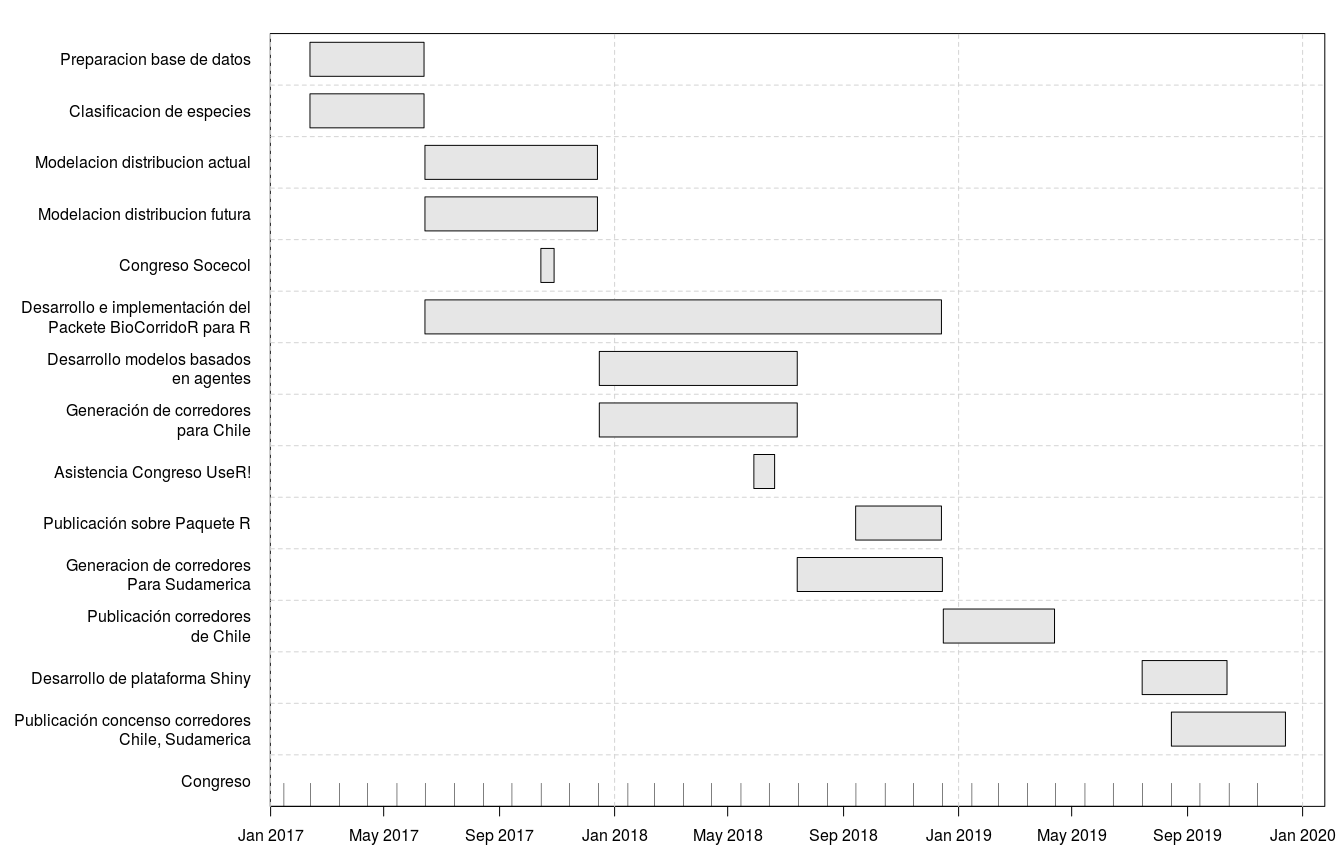 Preparacion base de datos
Clasificacion de especies
Modelacion distribucion actual
Modelacion distribucion futura
Congreso Socecol
Desarrollo e implementación del
Packete BioCorridoR para R
Desarrollo modelos basados
en agentes
Generación de corredores
para Chile
Asistencia Congreso UseR!
Publicación sobre Paquete R
Generacion de corredores
Para Sudamerica
Publicación corredores
de Chile
Desarrollo de plataforma Shiny
Publicación concenso corredores
Chile, Sudamerica
Congreso
Jan 2017 May 2017 Sep 2017 Jan 2018 May 2018 Sep 2018 Jan 2019 May 2019 Sep 2019 Jan 2020